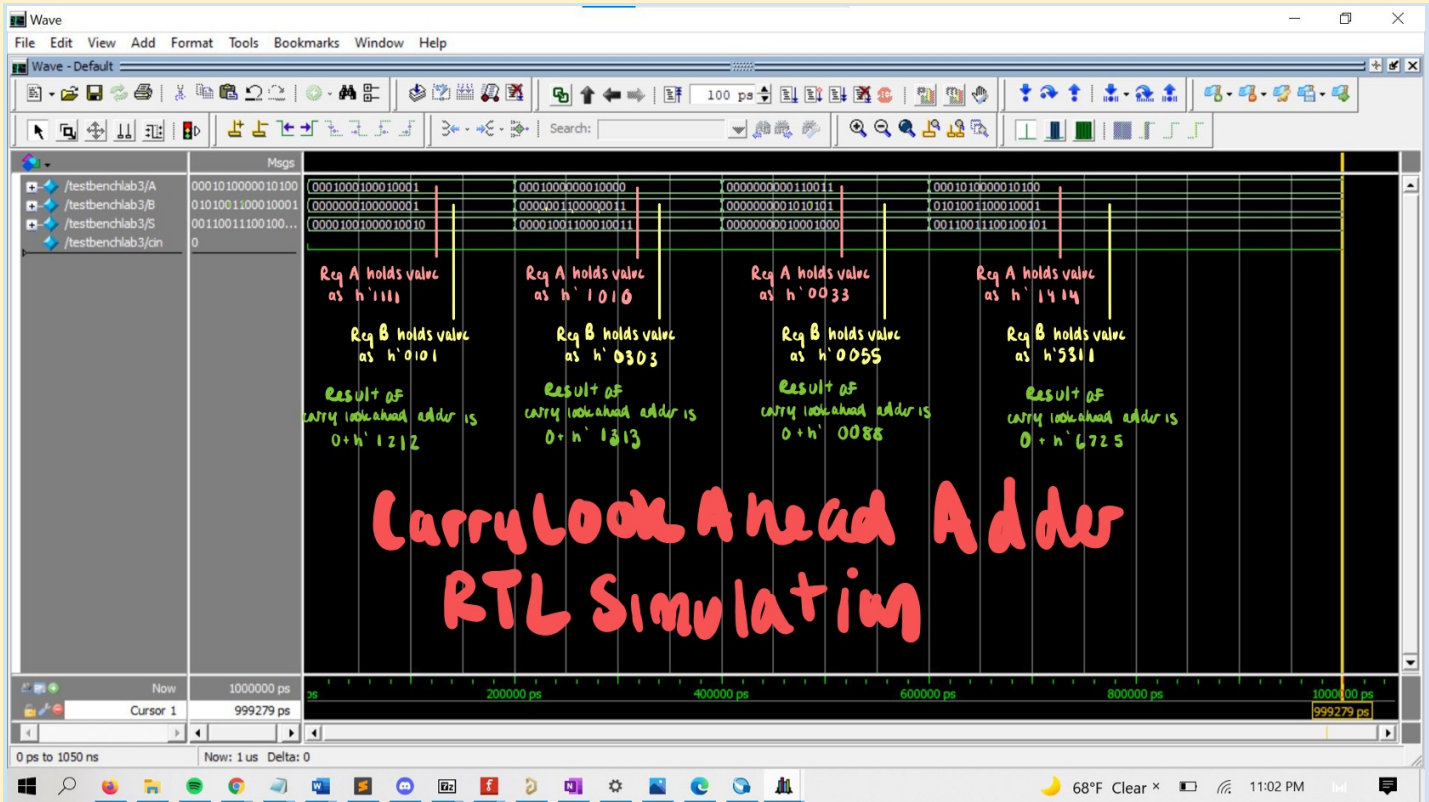 Wave
File Edit View Add Format Tools Bookmarks Window Help
Wave - Default
100 ps
Search:
Msgs
/testbenchlab3/A 0001010000010100 0001000100010001 0001000000010000 0000000000110011 0001010000010100
/testbenchlab3/B 0101001100010001 0000000100000001 0000001100000011 0000000001010101 0101001100010001
/testbenchlab3/S 00110011100100... 00001001000010010 00001001100010011 00000000010001000 00110011100100101
/testbenchlab3/cin 0
Reg A holds value Reg A holds value Reg A holds value Reg A holds value
as h'1111 as h'1010 as h'0033 as h'1414
Reg B holds value Reg B holds value Reg B holds value Reg B holds value
as h'0101 as h'0303 as h'0055 as h'5311
Result of Result of Result of Result of
carry lookahead adder is carry lookahead adder is carry lookahead adder is carry lookahead adder is
0+h'1212 0+h'1313 0+h'0088 0+h'6725
Carry Look Ahead Adder
RTL Simulation
Now 1000000 ps ps 200000 ps 400000 ps 600000 ps 800000 ps 1000000 ps
Cursor 1 999279 ps 999279 ps
0 ps to 1050 ns Now: 1 us Delta: 0
68°F Clear 11:02 PM